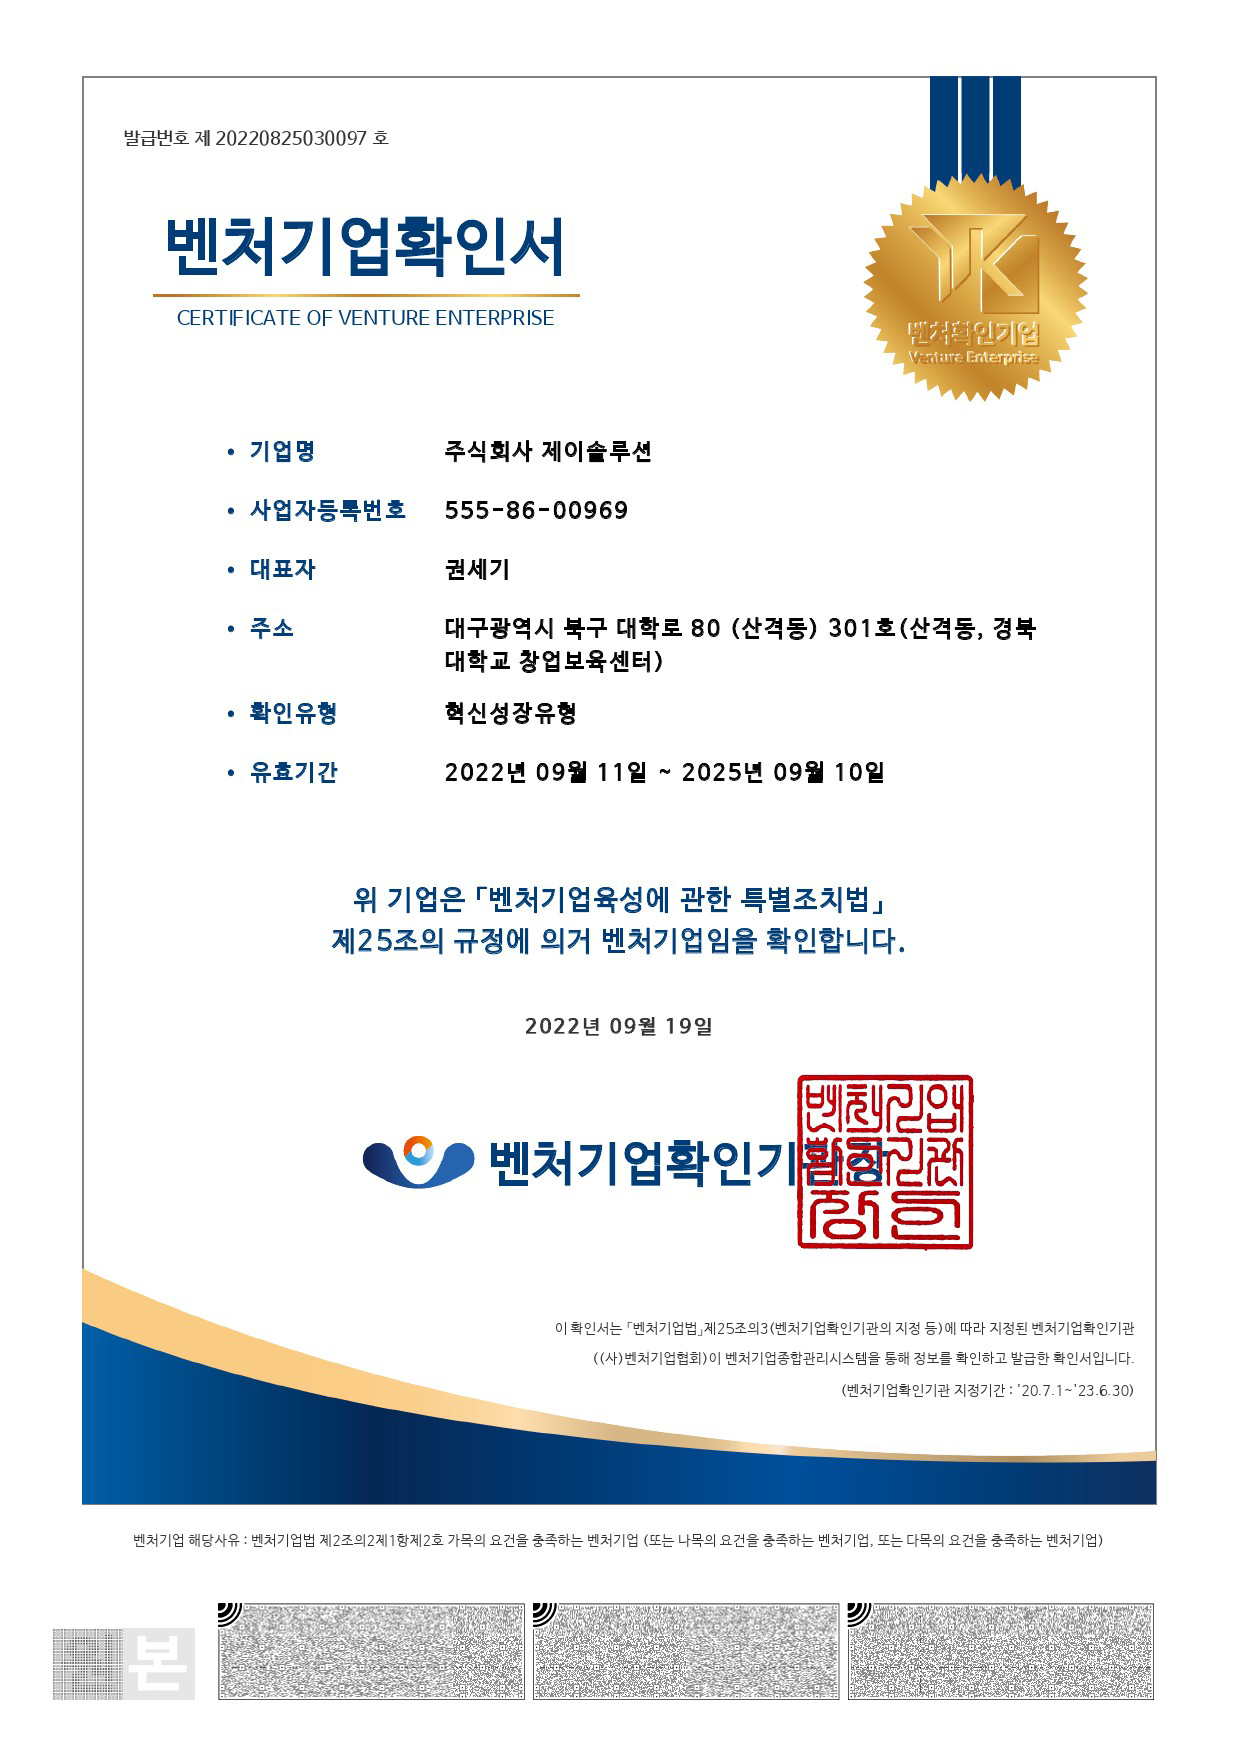 발급번호 제 20220825030097 호
벤처기업확인서
CERTIFICATE OF VENTURE ENTERPRISE
벤처확인기업
Venture Enterprise
• 기업명 주식회사 제이솔루션
• 사업자등록번호 555-86-00969
• 대표자 권세기
• 주소 대구광역시 북구 대학로 80 (산격동) 301호(산격동, 경북
대학교 창업보육센터)
• 확인유형 혁신성장유형
• 유효기간 2022년 09월 11일 ~ 2025년 09월 10일
위 기업은 「벤처기업육성에 관한 특별조치법」
제25조의 규정에 의거 벤처기업임을 확인합니다.
2022년 09월 19일
벤처기업확인기관장
벤처기업
확인기관
장의인
이 확인서는 「벤처기업법」제25조의3(벤처기업확인기관의 지정 등)에 따라 지정된 벤처기업확인기관
((사)벤처기업협회)이 벤처기업종합관리시스템을 통해 정보를 확인하고 발급한 확인서입니다.
(벤처기업확인기관 지정기간 : '20.7.1~'23.6.30)
벤처기업 해당사유 : 벤처기업법 제2조의2제1항제2호 가목의 요건을 충족하는 벤처기업 (또는 나목의 요건을 충족하는 벤처기업, 또는 다목의 요건을 충족하는 벤처기업)
본